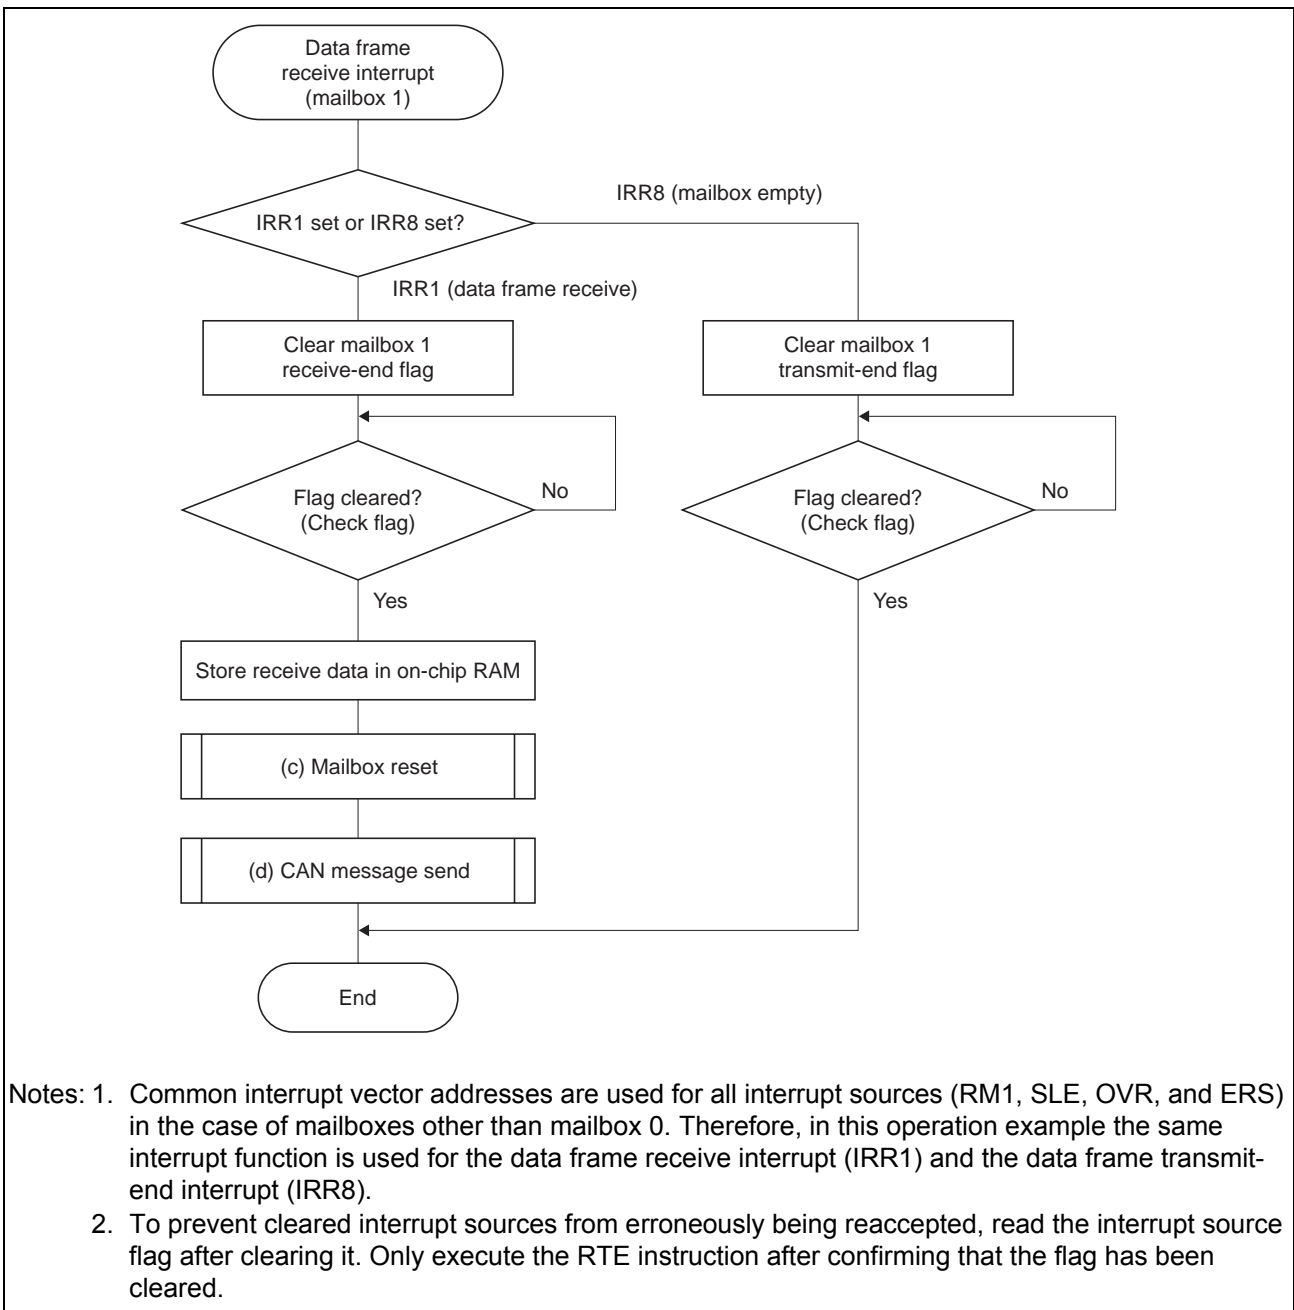 Data frame
receive interrupt
(mailbox 1)
IRR8 (mailbox empty)
IRR1 set or IRR8 set?
IRR1 (data frame receive)
Clear mailbox 1
receive-end flag
Clear mailbox 1
transmit-end flag
Flag cleared?
(Check flag)
No
Flag cleared?
(Check flag)
No
Yes
Yes
Store receive data in on-chip RAM
(c) Mailbox reset
(d) CAN message send
End
Notes: 1. Common interrupt vector addresses are used for all interrupt sources (RM1, SLE, OVR, and ERS)
in the case of mailboxes other than mailbox 0. Therefore, in this operation example the same
interrupt function is used for the data frame receive interrupt (IRR1) and the data frame transmit-
end interrupt (IRR8).
2. To prevent cleared interrupt sources from erroneously being reaccepted, read the interrupt source
flag after clearing it. Only execute the RTE instruction after confirming that the flag has been
cleared.